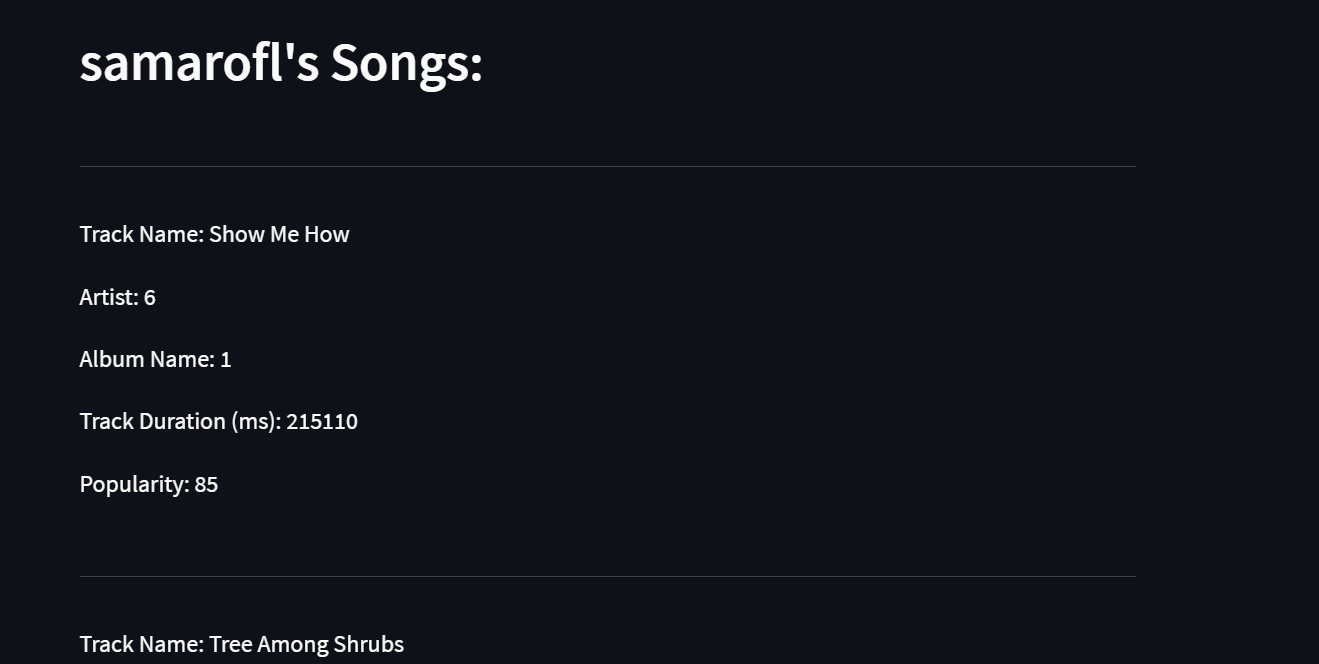 samarofl's Songs:
Track Name: Show Me How
Artist: 6
Album Name: 1
Track Duration (ms): 215110
Popularity: 85
Track Name: Tree Among Shrubs